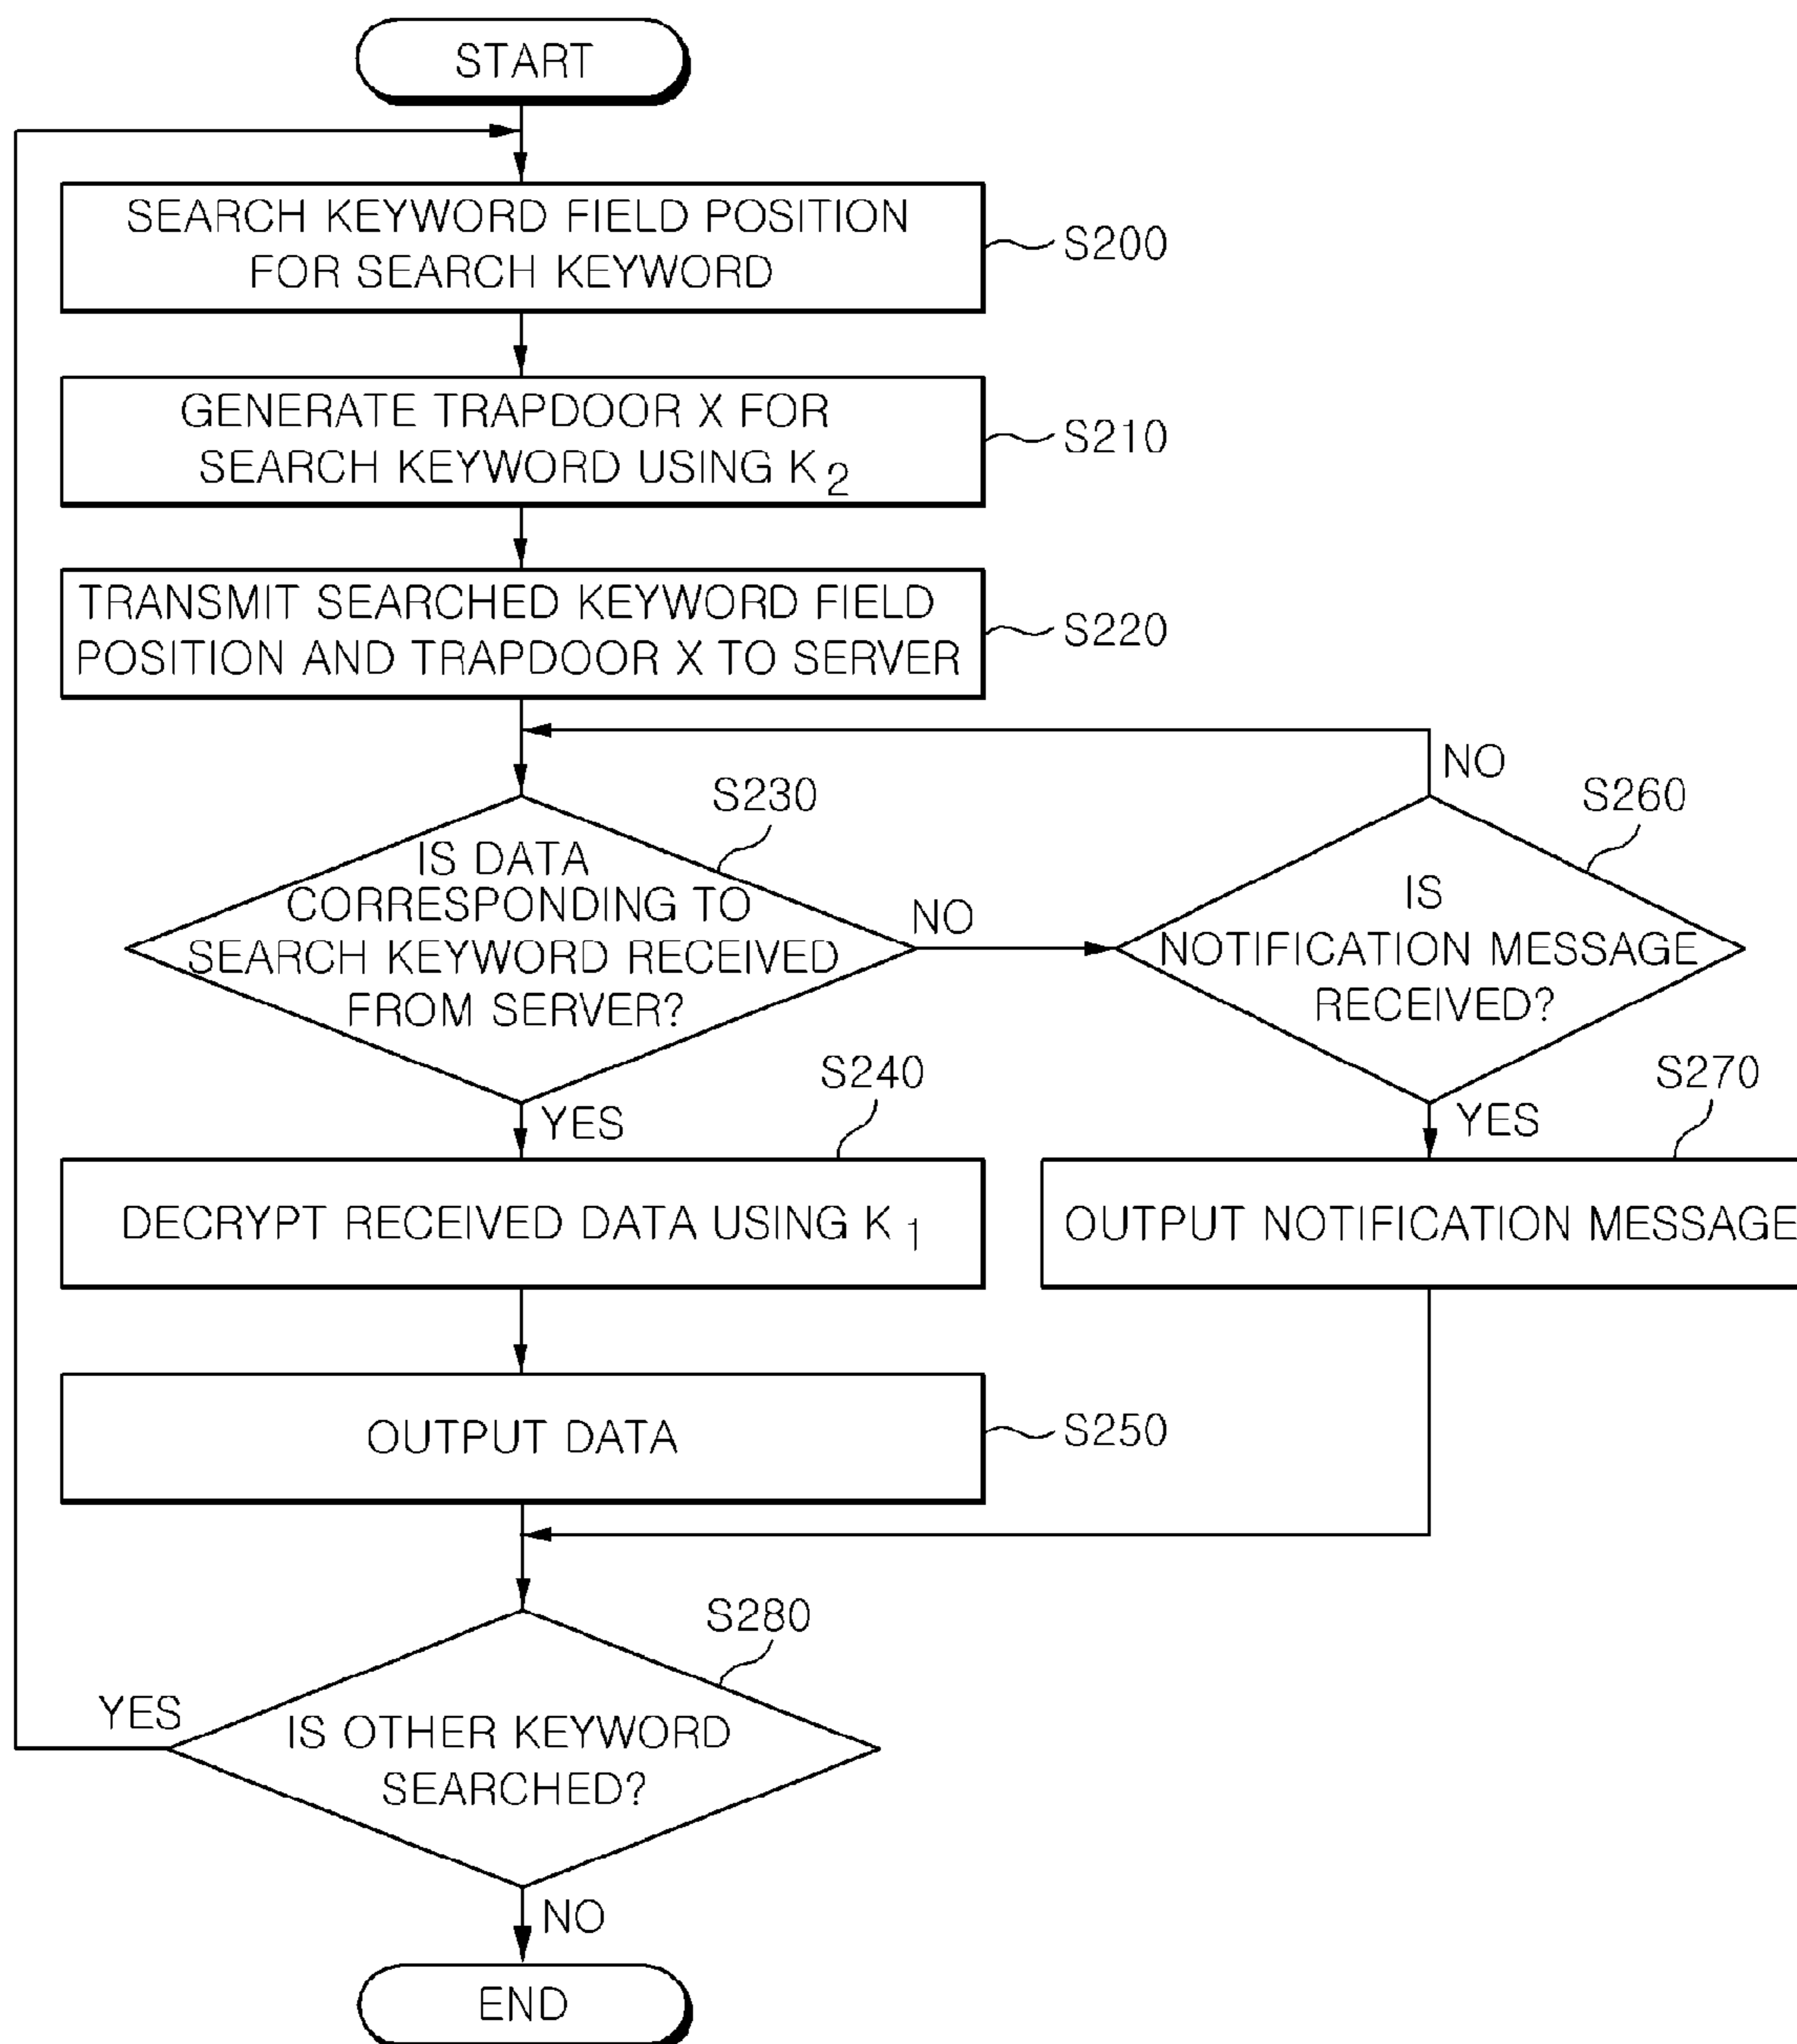 START
SEARCH KEYWORD FIELD POSITION
FOR SEARCH KEYWORD
S200
GENERATE TRAPDOOR X FOR
SEARCH KEYWORD USING K2
S210
TRANSMIT SEARCHED KEYWORD FIELD
POSITION AND TRAPDOOR X TO SERVER
S220
S230
IS DATA
CORRESPONDING TO
SEARCH KEYWORD RECEIVED
FROM SERVER?
NO
NO
S260
IS
NOTIFICATION MESSAGE
RECEIVED?
YES
S240
DECRYPT RECEIVED DATA USING K1
YES
S270
OUTPUT NOTIFICATION MESSAGE
OUTPUT DATA
S250
S280
YES
IS OTHER KEYWORD
SEARCHED?
NO
END